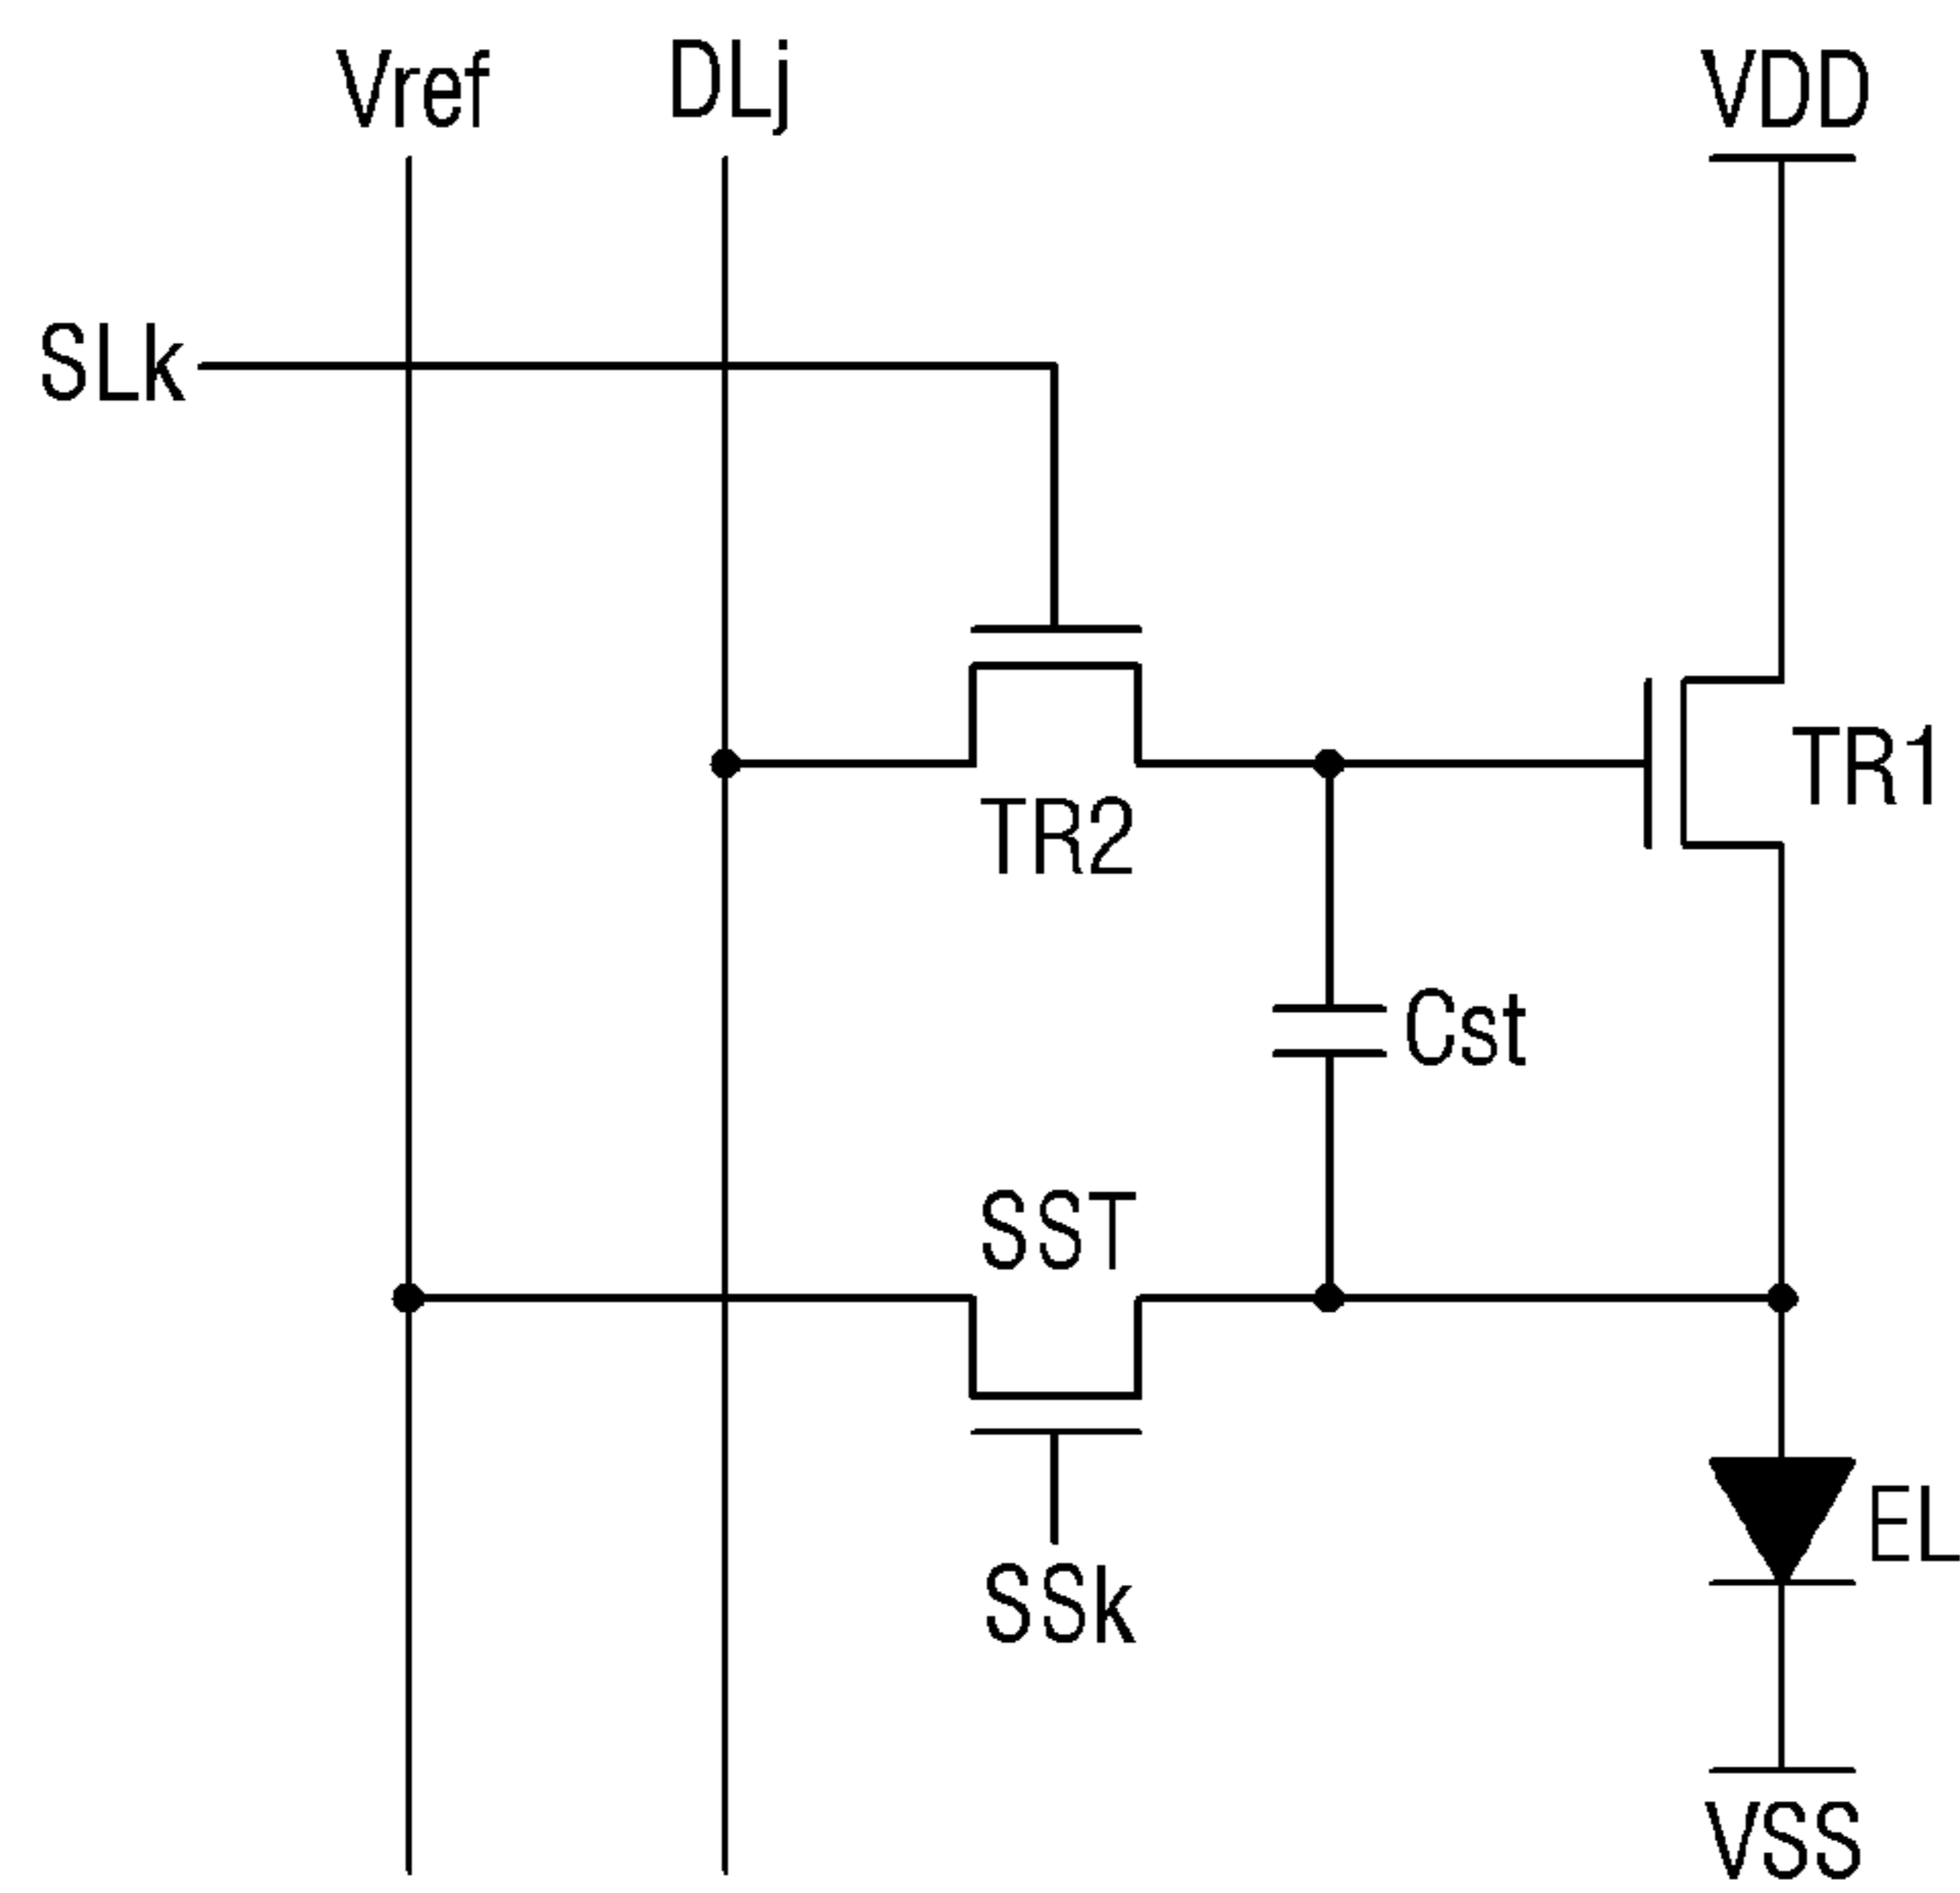 Vref
DLj
VDD
SLk
TR1
TR2
Cst
SST
EL
SSk
VSS